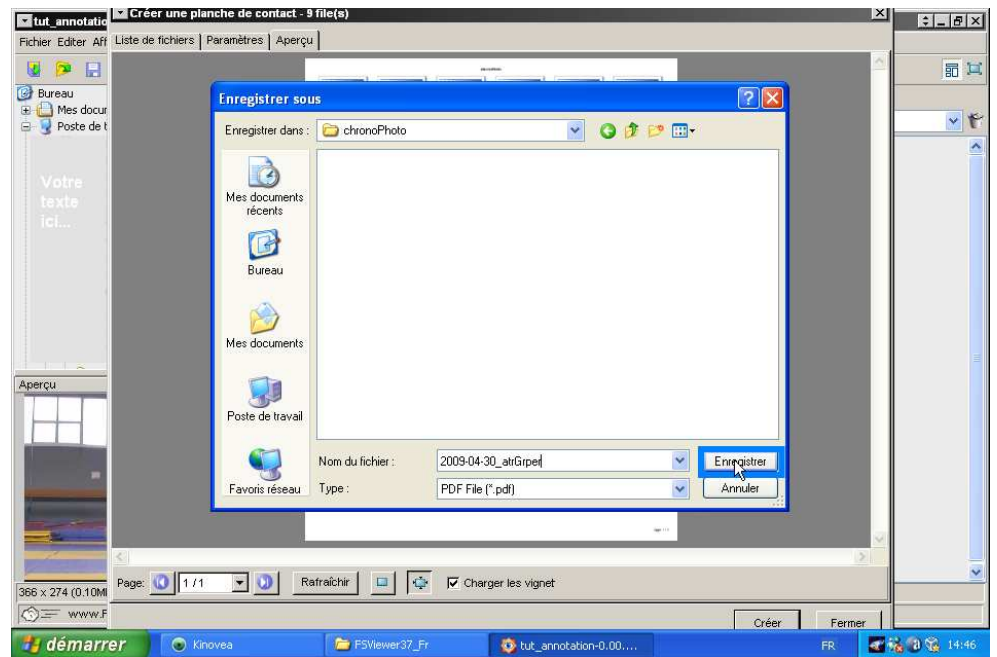 tut_annotatio
Créer une planche de contact - 9 file(s)
Fichier Editer Aff
Liste de fichiers
Paramètres
Aperçu
Bureau
Mes docum
Poste de t
Votre
texte
ici...
Enregistrer sous
Enregistrer dans :
chronoPhoto
Mes documents
récents
Bureau
Mes documents
Poste de travail
Favoris réseau
Nom du fichier :
2009-04-30_atrGrper
Enregistrer
Type :
PDF File (*.pdf)
Annuler
Aperçu
366 x 274 (0.10M
www.F
Page:
1 / 1
Rafraîchir
Charger les vignet
Créer
Fermer
démarrer
Kinovea
FSViewer37_Fr
tut_annotation-0.00....
FR
14:46